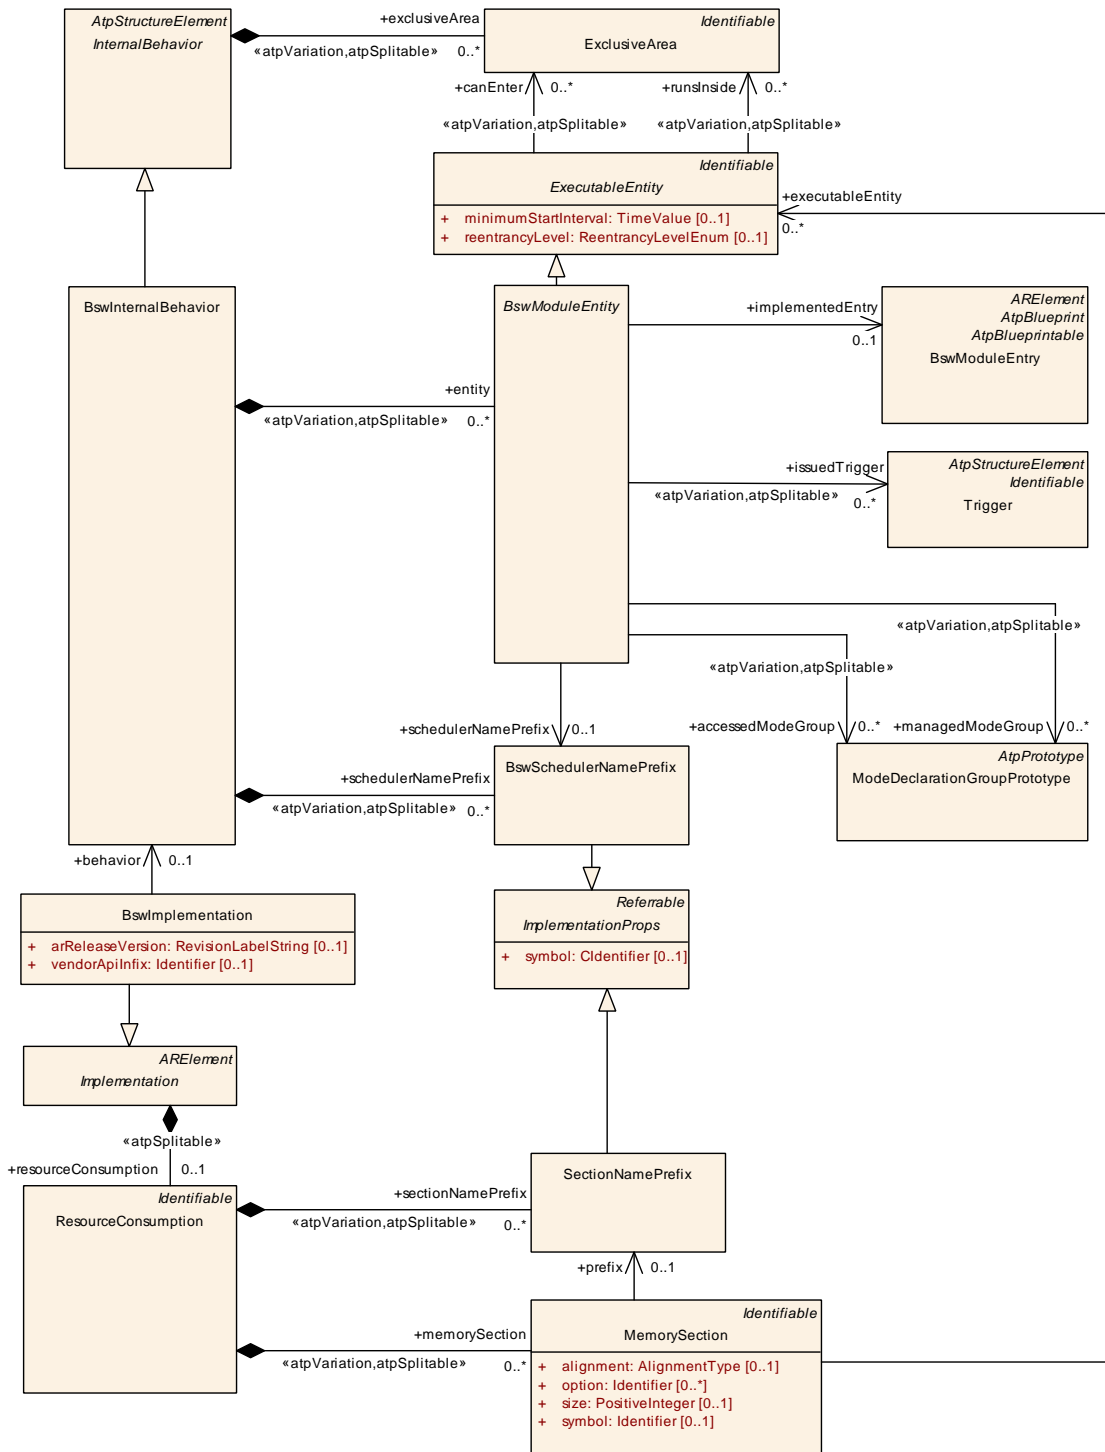 AtpStructureElement
InternalBehavior
+exclusiveArea
«atpVariation,atpSplitable»
0..*
Identifiable
ExclusiveArea
+canEnter
0..*
+runsInside
0..*
«atpVariation,atpSplitable»
«atpVariation,atpSplitable»
Identifiable
ExecutableEntity
+ minimumStartInterval: TimeValue [0..1]
+ reentrancyLevel: ReentrancyLevelEnum [0..1]
+executableEntity
0..*
BswInternalBehavior
BswModuleEntity
+implementedEntry
0..1
ARElement
AtpBlueprint
AtpBlueprintable
BswModuleEntry
+entity
«atpVariation,atpSplitable»
0..*
+issuedTrigger
«atpVariation,atpSplitable»
0..*
AtpStructureElement
Identifiable
Trigger
«atpVariation,atpSplitable»
«atpVariation,atpSplitable»
+schedulerNamePrefix
0..1
+accessedModeGroup
0..*
+managedModeGroup
0..*
+schedulerNamePrefix
«atpVariation,atpSplitable»
0..*
BswSchedulerNamePrefix
AtpPrototype
ModeDeclarationGroupPrototype
+behavior
0..1
BswImplementation
+ arReleaseVersion: RevisionLabelString [0..1]
+ vendorApiInfix: Identifier [0..1]
Referrable
ImplementationProps
+ symbol: CIdentifier [0..1]
ARElement
Implementation
«atpSplitable»
+resourceConsumption
0..1
Identifiable
ResourceConsumption
+sectionNamePrefix
«atpVariation,atpSplitable»
0..*
SectionNamePrefix
+prefix
0..1
+memorySection
«atpVariation,atpSplitable»
0..*
Identifiable
MemorySection
+ alignment: AlignmentType [0..1]
+ option: Identifier [0..*]
+ size: PositiveInteger [0..1]
+ symbol: Identifier [0..1]